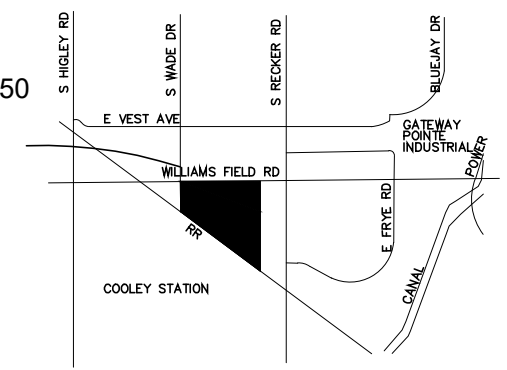 S HIGLEY RD
S WADE DR
S RECKER RD
BLUEJAY DR
50
E VEST AVE
GATEWAY
POINTE
INDUSTRIAL
POWER
WILLIAMS FIELD RD
E FRYE RD
RR
CANAL
COOLEY STATION